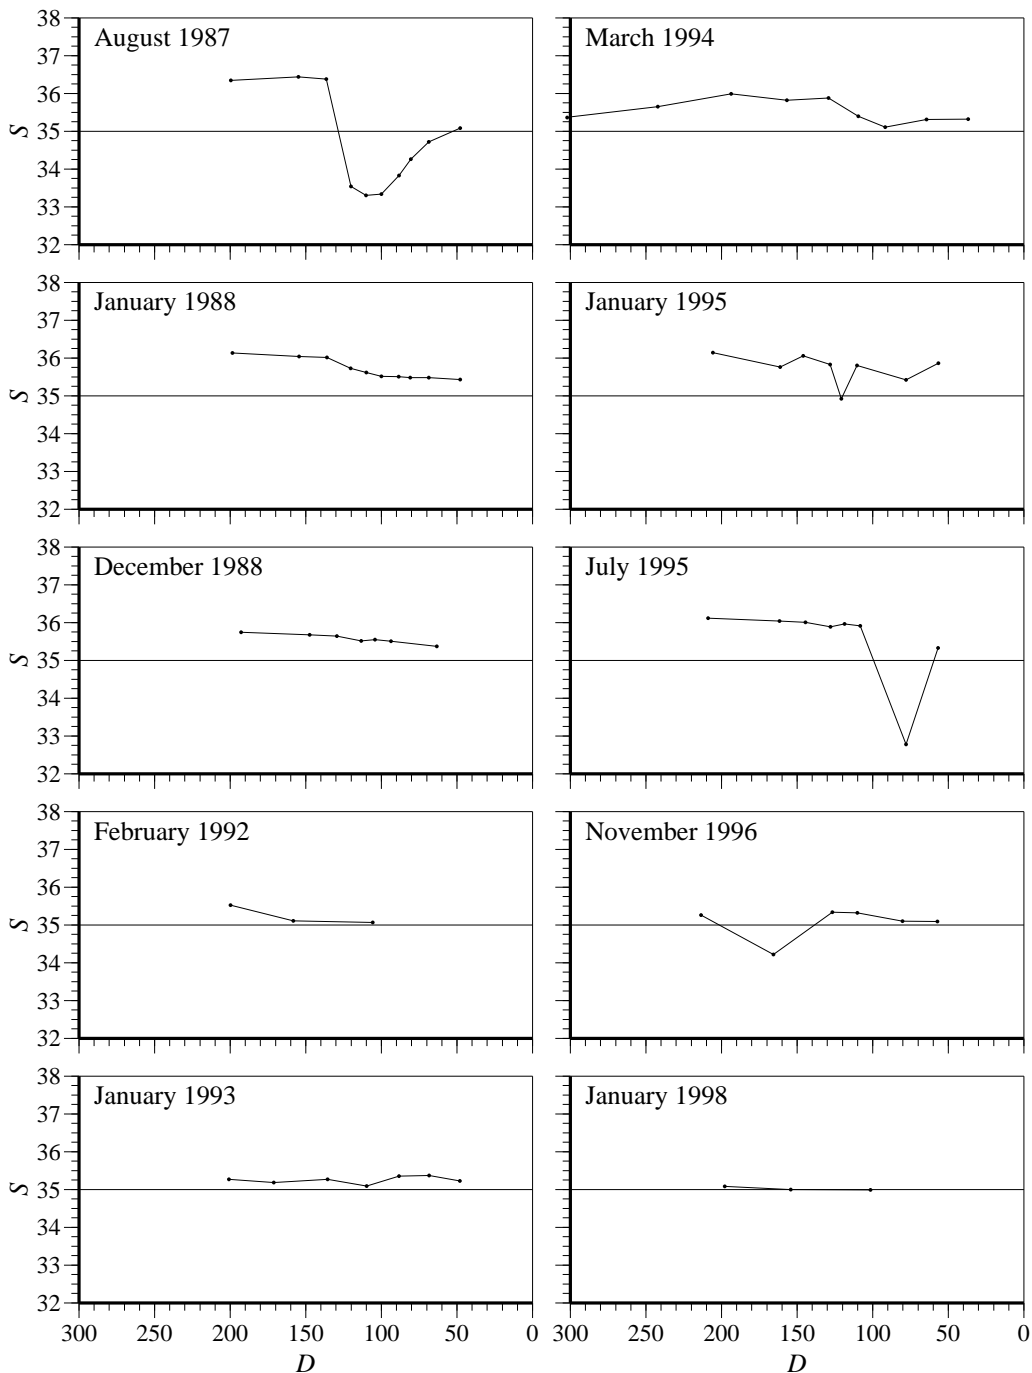 38
37
36
35
34
33
32
S
August 1987
March 1994
38
37
36
35
34
33
32
S
January 1988
January 1995
38
37
36
35
34
33
32
S
December 1988
July 1995
38
37
36
35
34
33
32
S
February 1992
November 1996
38
37
36
35
34
33
32
S
January 1993
January 1998
300 250 200 150 100 50 0 300 250 200 150 100 50 0
D D